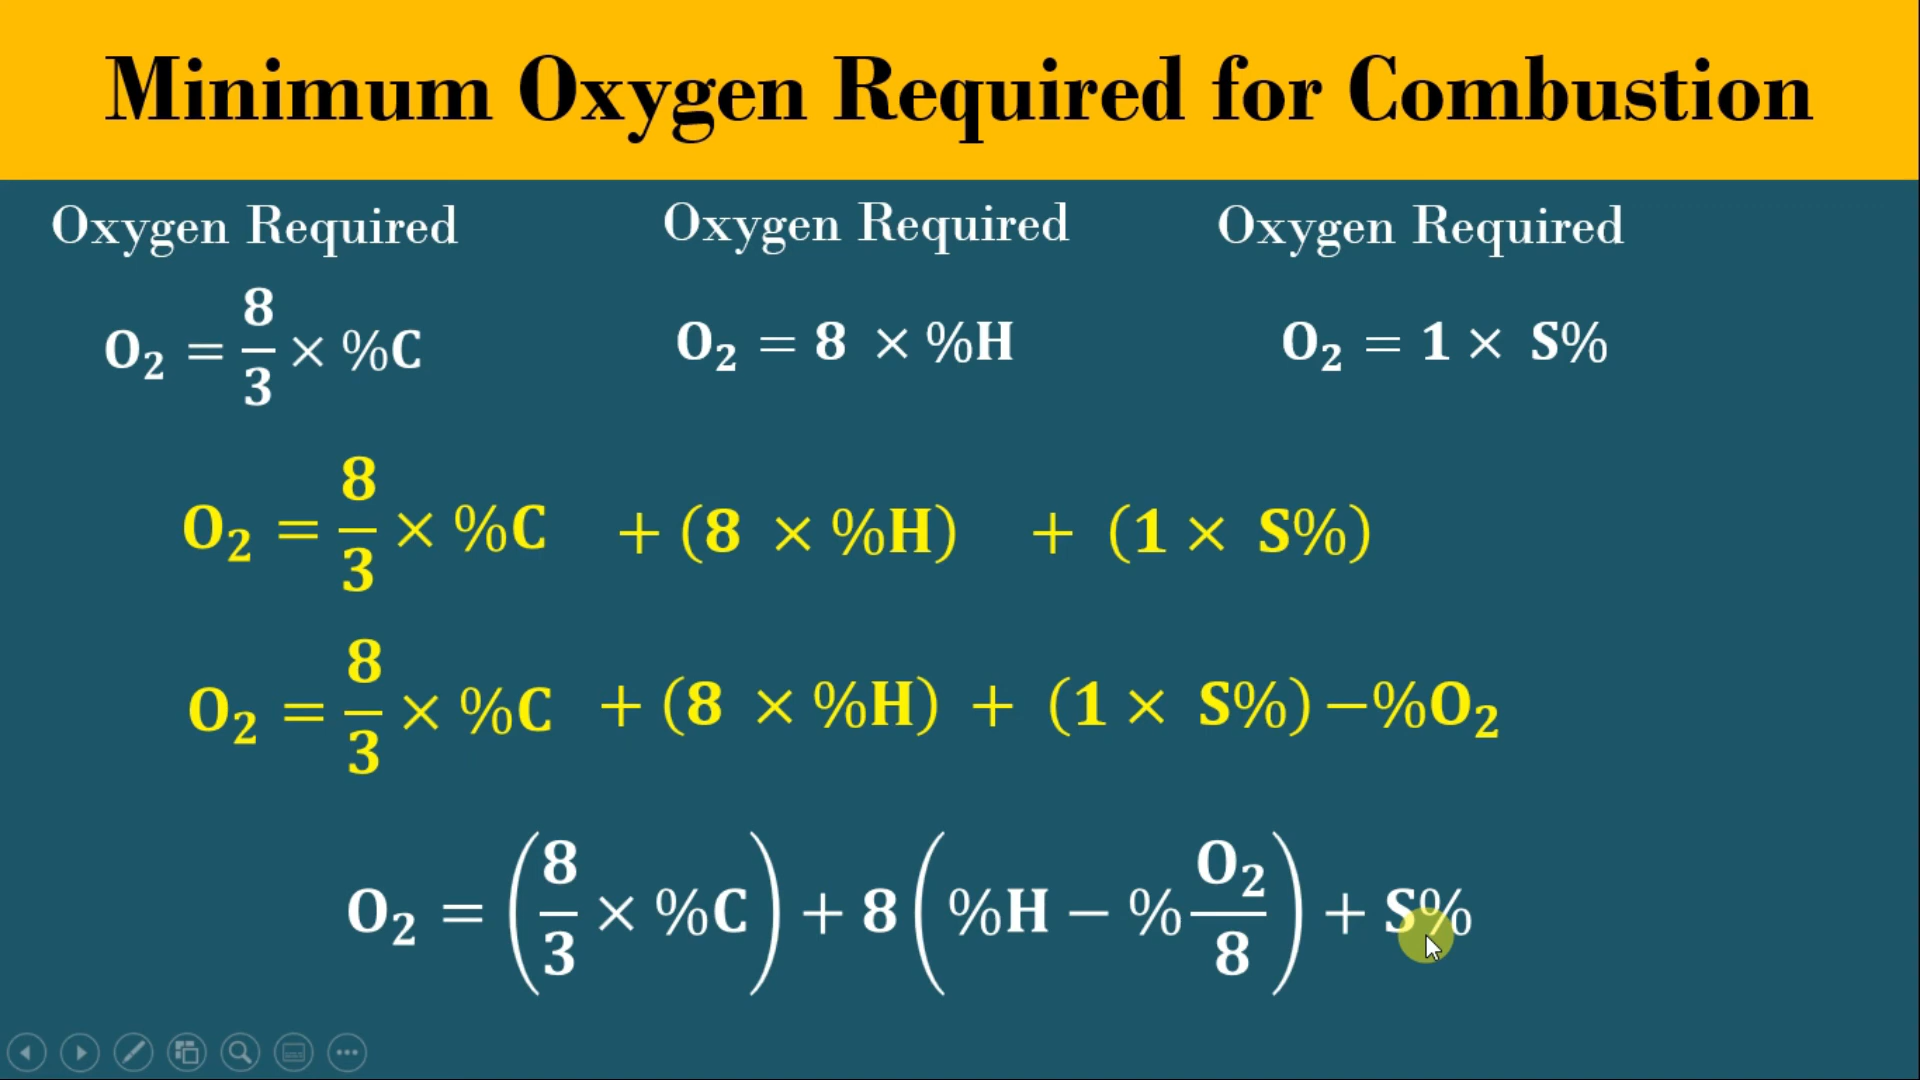 Minimum Oxygen Required for Combustion
Oxygen Required Oxygen Required Oxygen Required
O₂ = 8/3 × %C O₂ = 8 × %H O₂ = 1 × S%
O₂ = 8/3 × %C + (8 × %H) + (1 × S%)
O₂ = 8/3 × %C + (8 × %H) + (1 × S%) −%O₂
O₂ = (8/3 × %C) + 8 (%H − % O₂/8) + S%